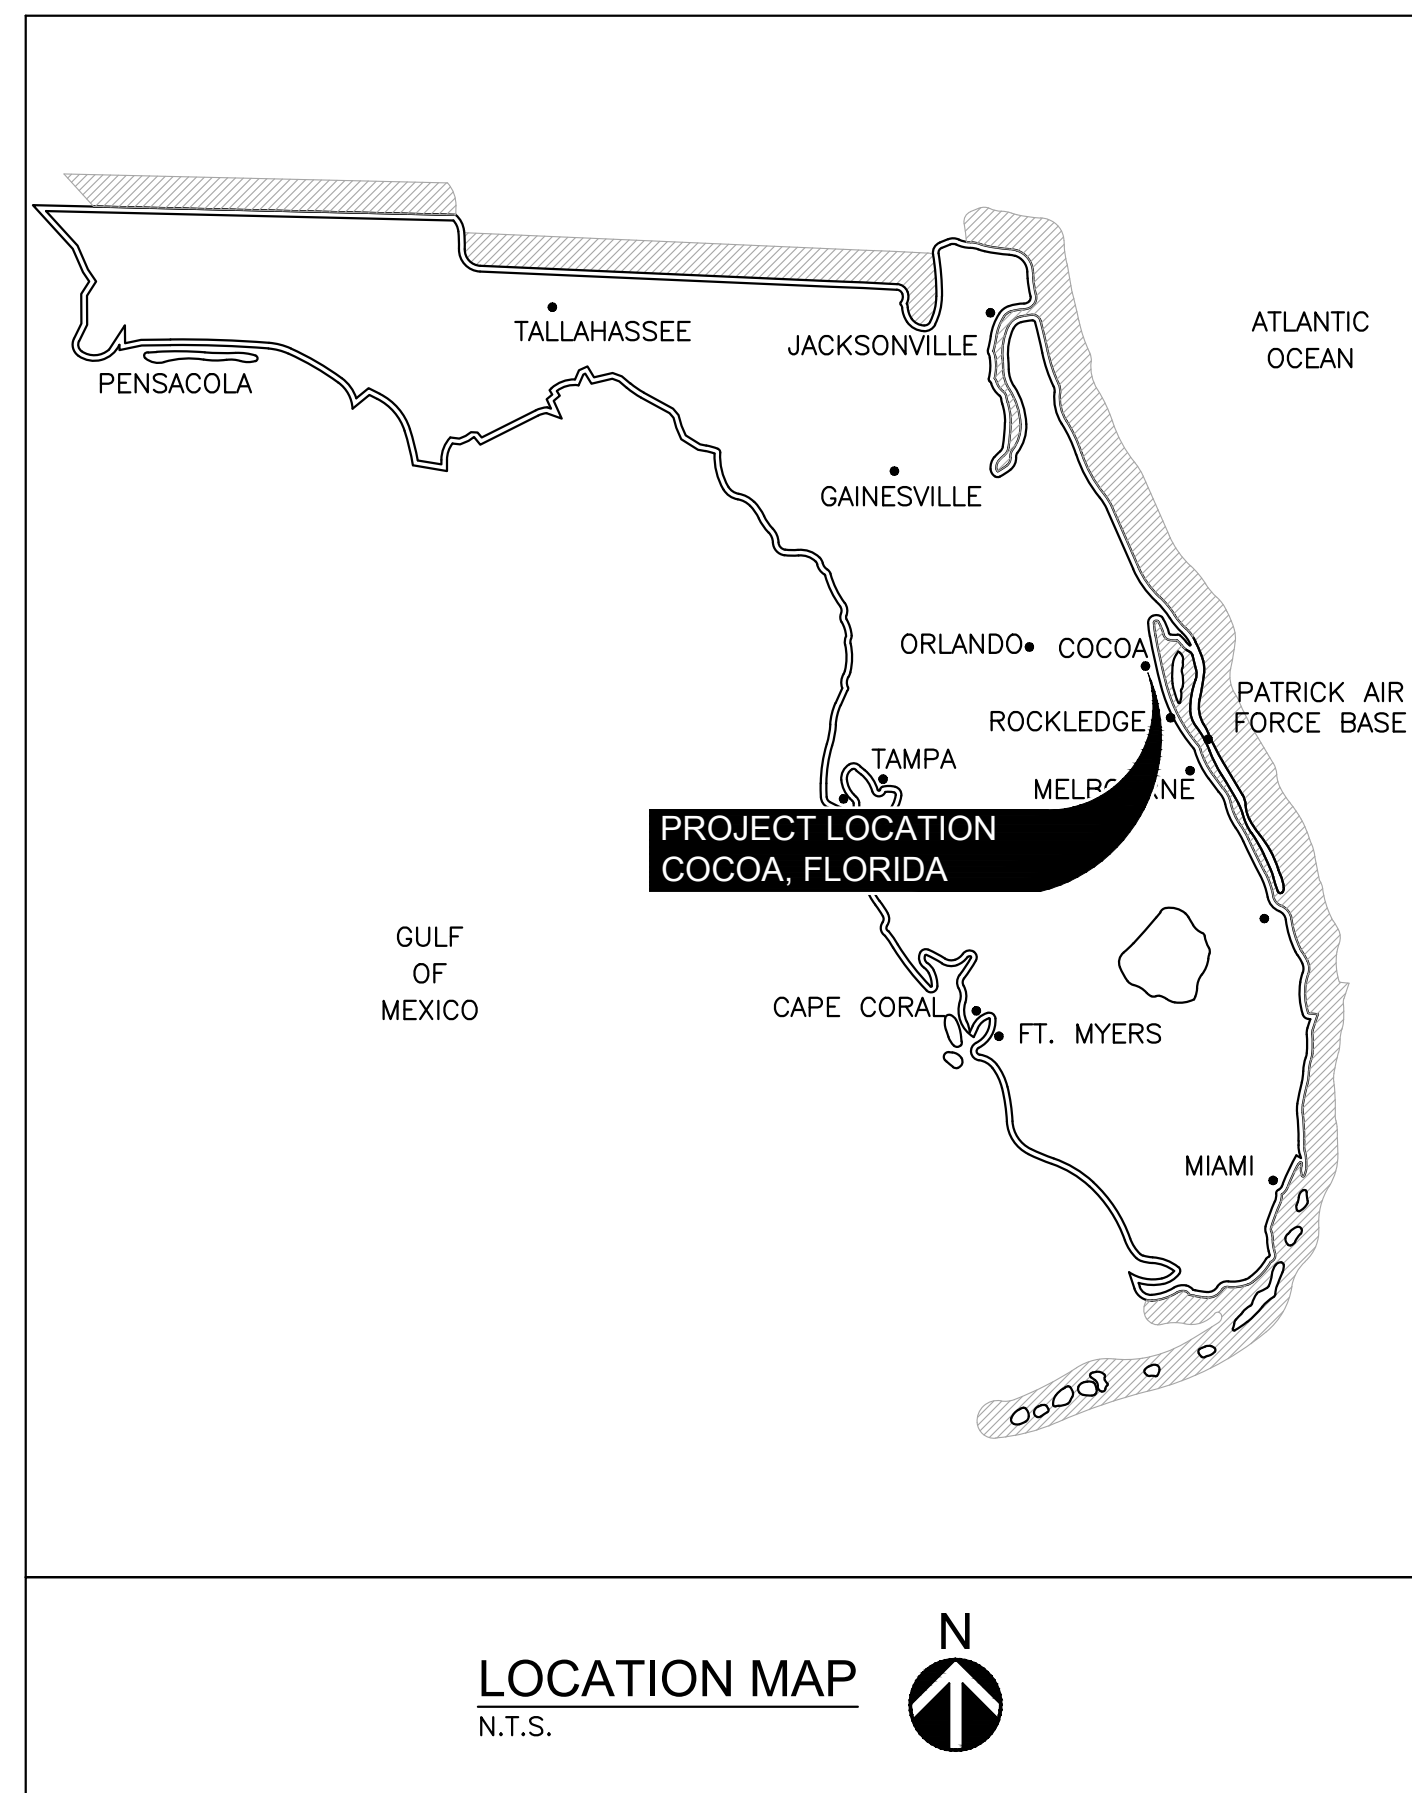 TALLAHASSEE
JACKSONVILLE
ATLANTIC
OCEAN
PENSACOLA
GAINESVILLE
ORLANDO
COCOA
PATRICK AIR
FORCE BASE
ROCKLEDGE
TAMPA
PROJECT LOCATION
COCOA, FLORIDA
GULF
OF
MEXICO
CAPE CORAL
FT. MYERS
MIAMI
N
LOCATION MAP
N.T.S.